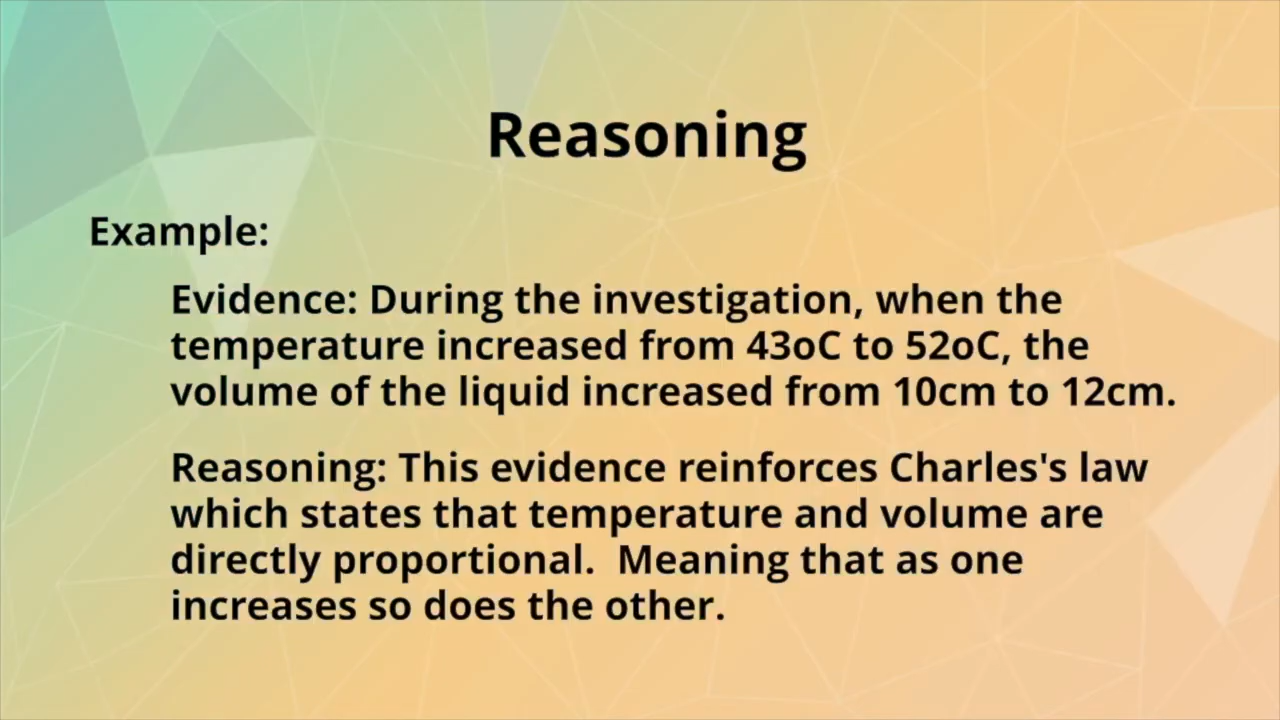 Reasoning
Example:
Evidence: During the investigation, when the
temperature increased from 43oC to 52oC, the
volume of the liquid increased from 10cm to 12cm.
Reasoning: This evidence reinforces Charles's law
which states that temperature and volume are
directly proportional.  Meaning that as one
increases so does the other.